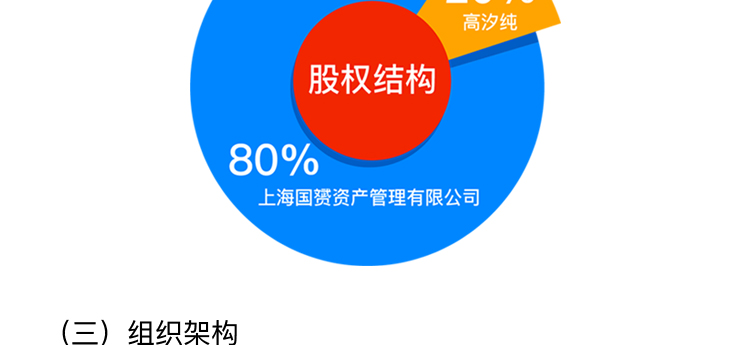 高汐纯
股权结构
80%
上海国赟资产管理有限公司
（三）组织架构